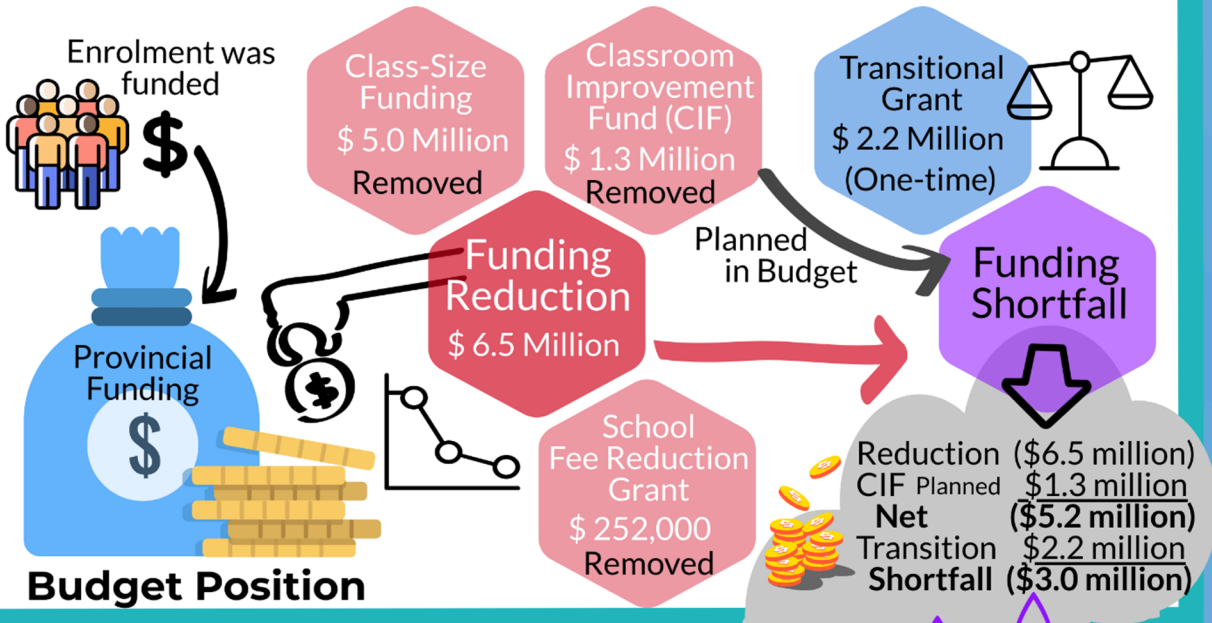 Enrolment was
funded
$
Provincial
Funding
$
Budget Position
Class-Size
Funding
$ 5.0 Million
Removed
Classroom
Improvement
Fund (CIF)
$ 1.3 Million
Removed
Funding
Reduction
$ 6.5 Million
$
School
Fee Reduction
Grant
$ 252,000
Removed
Planned
in Budget
Transitional
Grant
$ 2.2 Million
(One-time)
Funding
Shortfall
Reduction ($6.5 million)
CIF Planned $1.3 million
Net ($5.2 million)
Transition $2.2 million
Shortfall ($3.0 million)